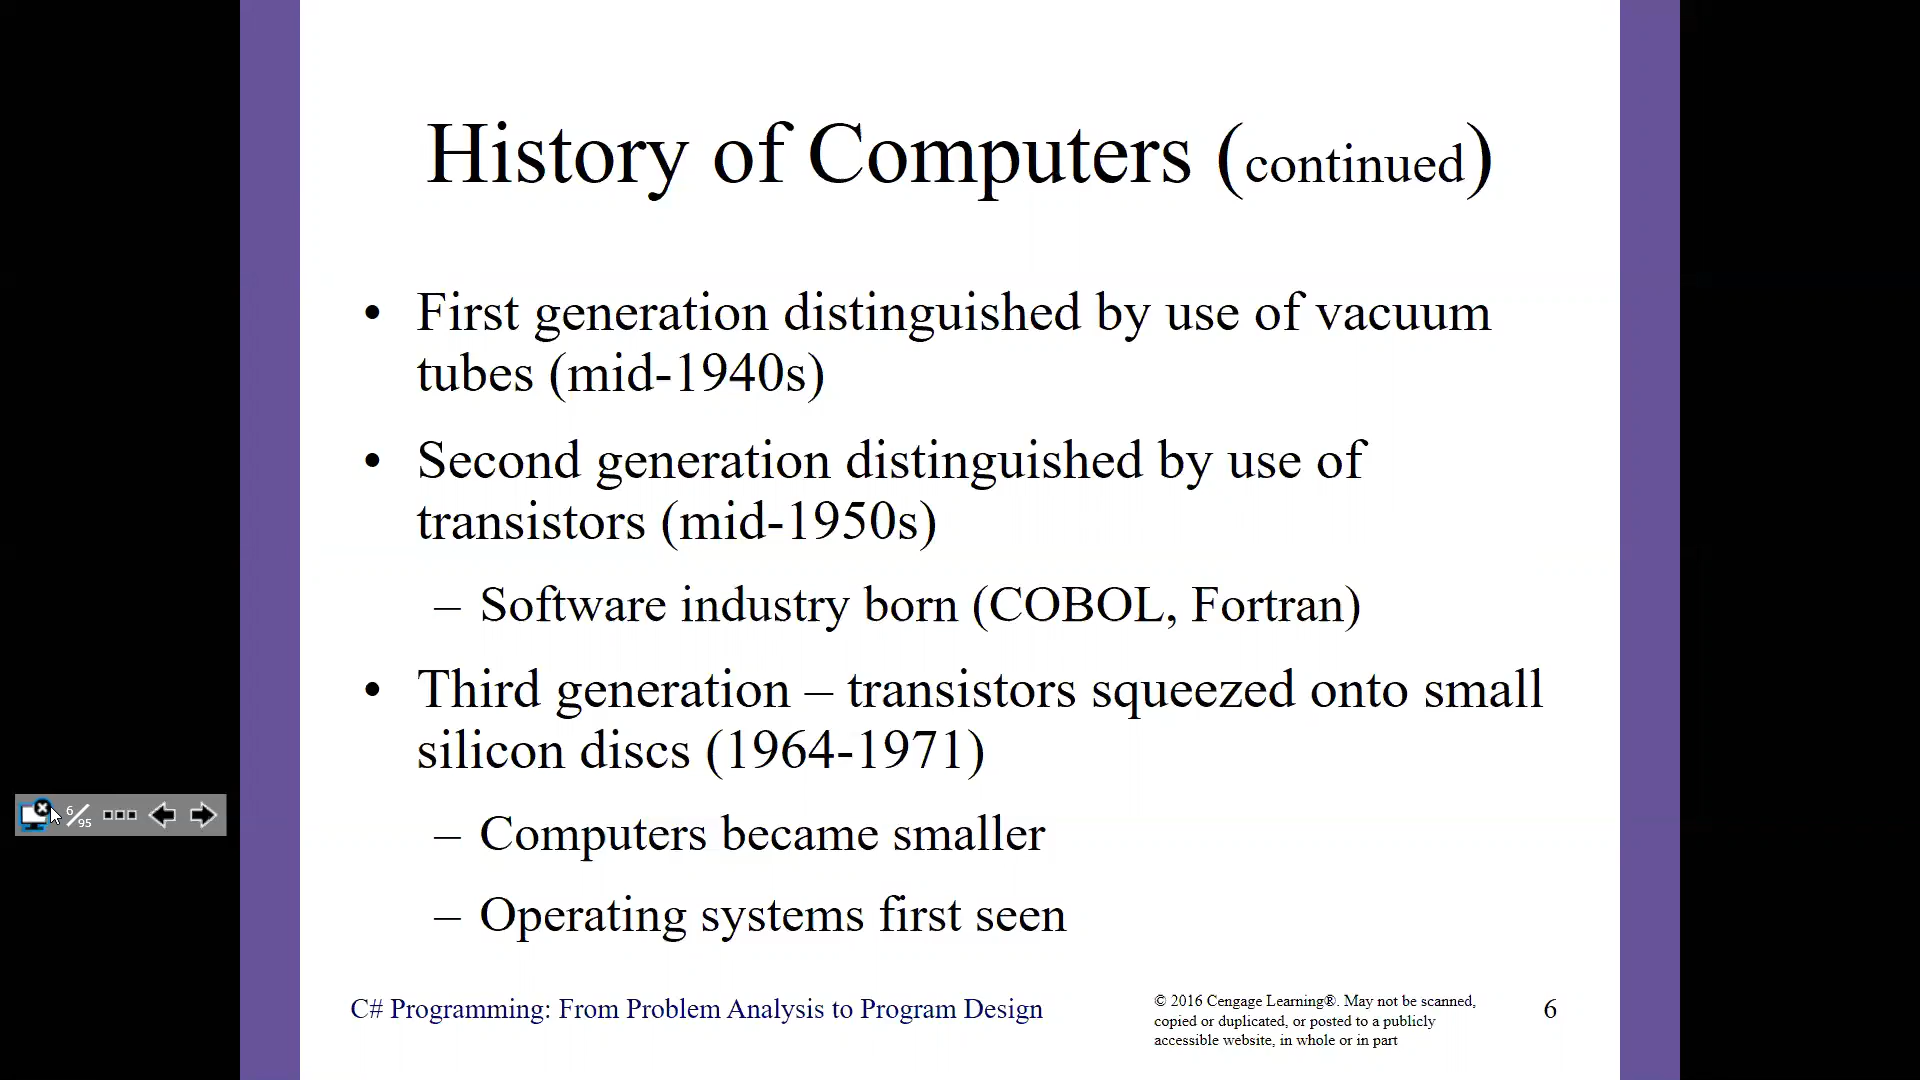 History of Computers (continued)
• First generation distinguished by use of vacuum
tubes (mid-1940s)
• Second generation distinguished by use of
transistors (mid-1950s)
– Software industry born (COBOL, Fortran)
• Third generation – transistors squeezed onto small
silicon discs (1964-1971)
– Computers became smaller
– Operating systems first seen
6/95
C# Programming: From Problem Analysis to Program Design
© 2016 Cengage Learning®. May not be scanned,
copied or duplicated, or posted to a publicly
accessible website, in whole or in part
6